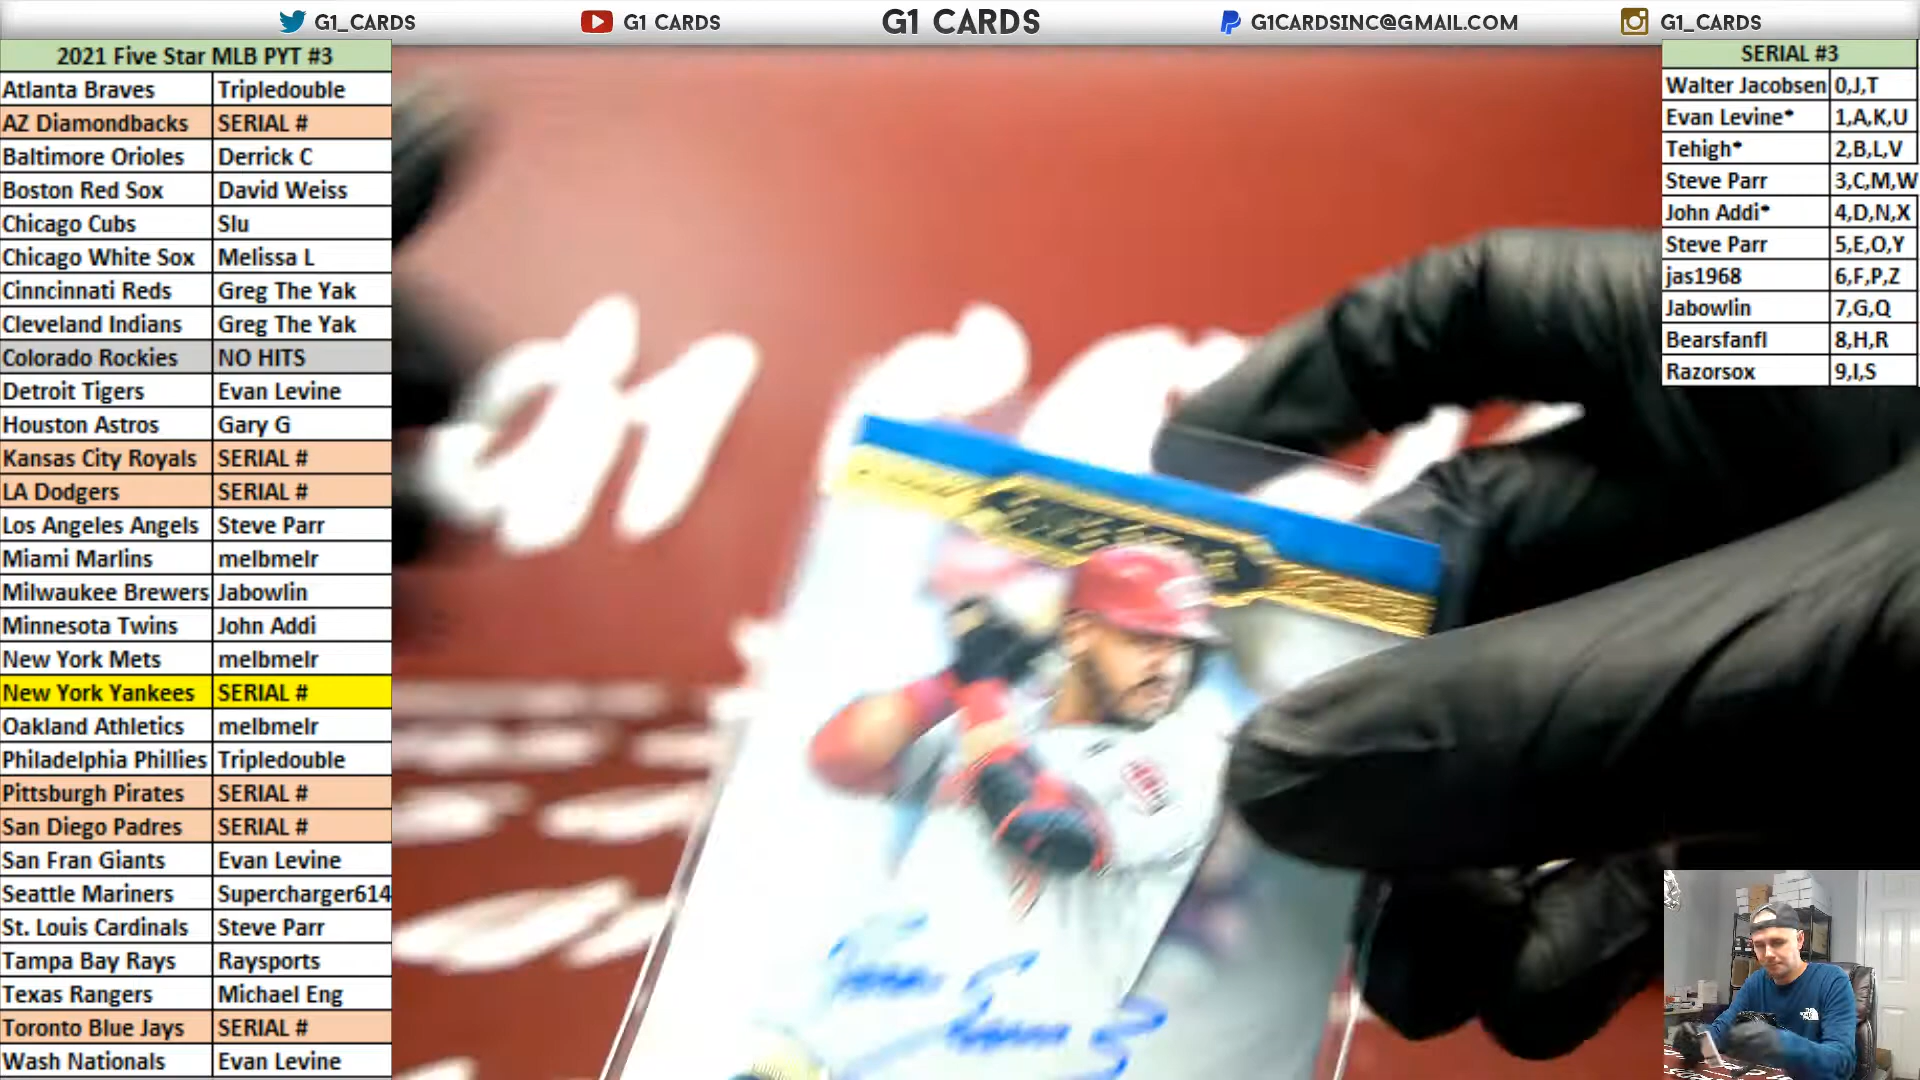 G1_CARDS
G1 CARDS
G1 CARDS
G1CARDSINC@GMAIL.COM
G1_CARDS
2021 Five Star MLB PYT #3
Atlanta Braves Tripledouble
AZ Diamondbacks SERIAL #
Baltimore Orioles Derrick C
Boston Red Sox David Weiss
Chicago Cubs Slu
Chicago White Sox Melissa L
Cinncinnati Reds Greg The Yak
Cleveland Indians Greg The Yak
Colorado Rockies NO HITS
Detroit Tigers Evan Levine
Houston Astros Gary G
Kansas City Royals SERIAL #
LA Dodgers SERIAL #
Los Angeles Angels Steve Parr
Miami Marlins melbmelr
Milwaukee Brewers Jabowlin
Minnesota Twins John Addi
New York Mets melbmelr
New York Yankees SERIAL #
Oakland Athletics melbmelr
Philadelphia Phillies Tripledouble
Pittsburgh Pirates SERIAL #
San Diego Padres SERIAL #
San Fran Giants Evan Levine
Seattle Mariners Supercharger614
St. Louis Cardinals Steve Parr
Tampa Bay Rays Raysports
Texas Rangers Michael Eng
Toronto Blue Jays SERIAL #
Wash Nationals Evan Levine
SERIAL #3
Walter Jacobsen 0,J,T
Evan Levine* 1,A,K,U
Tehigh* 2,B,L,V
Steve Parr 3,C,M,W
John Addi* 4,D,N,X
Steve Parr 5,E,O,Y
jas1968 6,F,P,Z
Jabowlin 7,G,Q
Bearsfanfl 8,H,R
Razorsox 9,I,S